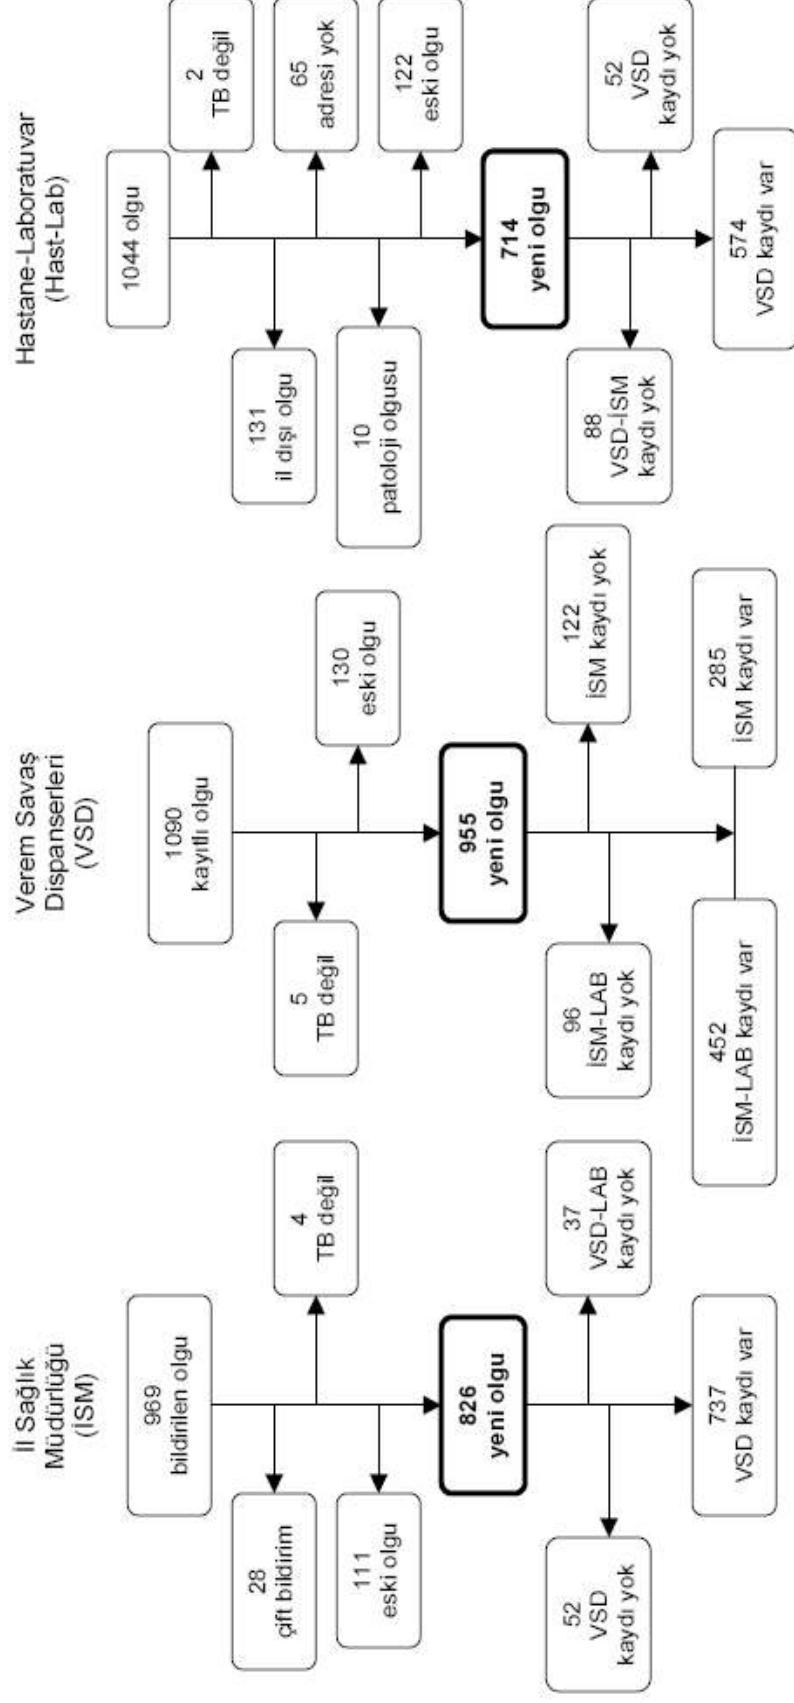 İl Sağlık
Müdürlüğü
(İSM)
969
bildirilen olgu
28
çift bildirim
4
TB değil
111
eski olgu
826
yeni olgu
37
VSD-LAB
kaydı yok
52
VSD
kaydı yok
737
VSD kaydı var
Verem Savaş
Dispanserleri
(VSD)
1090
kayıtlı olgu
5
TB değil
130
eski olgu
955
yeni olgu
122
İSM kaydı yok
96
İSM-LAB
kaydı yok
452
İSM-LAB kaydı var
285
İSM kaydı var
Hastane-Laboratuvar
(Hast-Lab)
1044 olgu
2
TB değil
131
il dışı olgu
65
adresi yok
10
patoloji olgusu
122
eski olgu
714
yeni olgu
88
VSD-İSM
kaydı yok
52
VSD
kaydı yok
574
VSD kaydı var